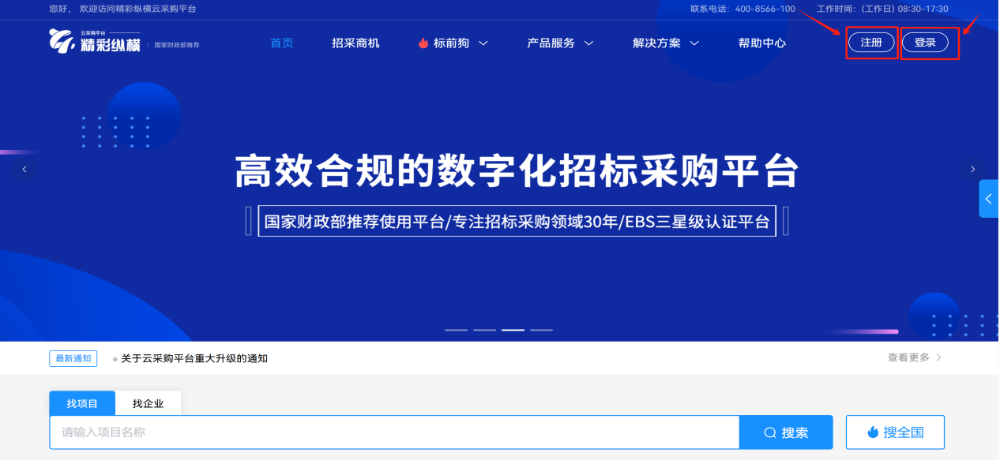 您好， 欢迎访问精彩纵横云采购平台
联系电话：400-8566-100
工作时间：(工作日) 08:30-17:30
云采购平台
精彩纵横
国家财政部推荐
首页
招采商机
标前狗
产品服务
解决方案
帮助中心
注册
登录
高效合规的数字化招标采购平台
国家财政部推荐使用平台/专注招标采购领域30年/EBS三星级认证平台
最新通知
关于云采购平台重大升级的通知
查看更多
找项目
找企业
请输入项目名称
搜索
搜全国